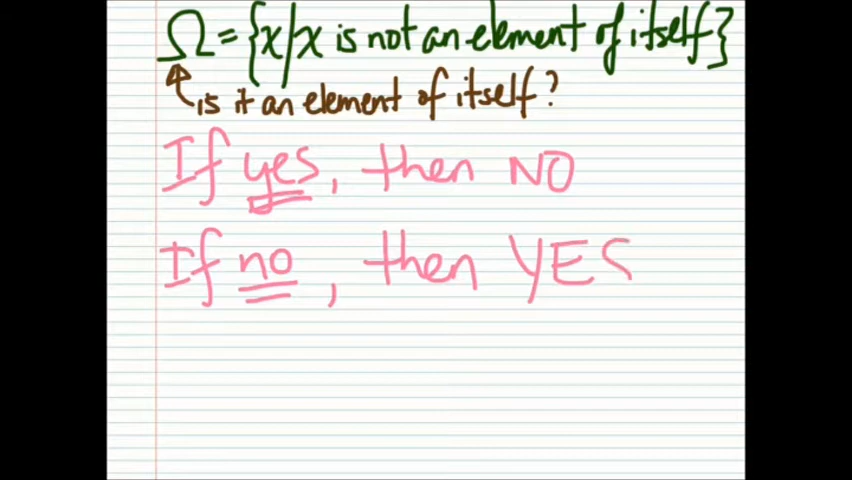 Ω = {x/x is not an element of itself}
is it an element of itself?
If yes, then NO
If no, then YES